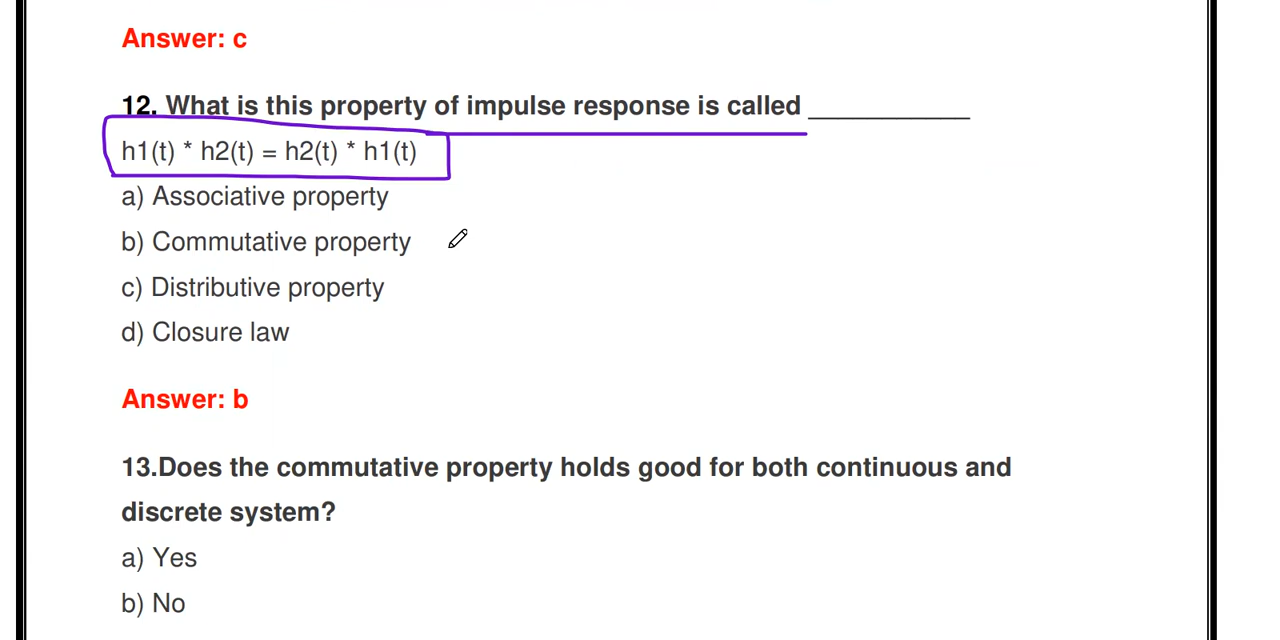 Answer: c
12. What is this property of impulse response is called ___________
h1(t) * h2(t) = h2(t) * h1(t)
a) Associative property
b) Commutative property
c) Distributive property
d) Closure law
Answer: b
13.Does the commutative property holds good for both continuous and
discrete system?
a) Yes
b) No